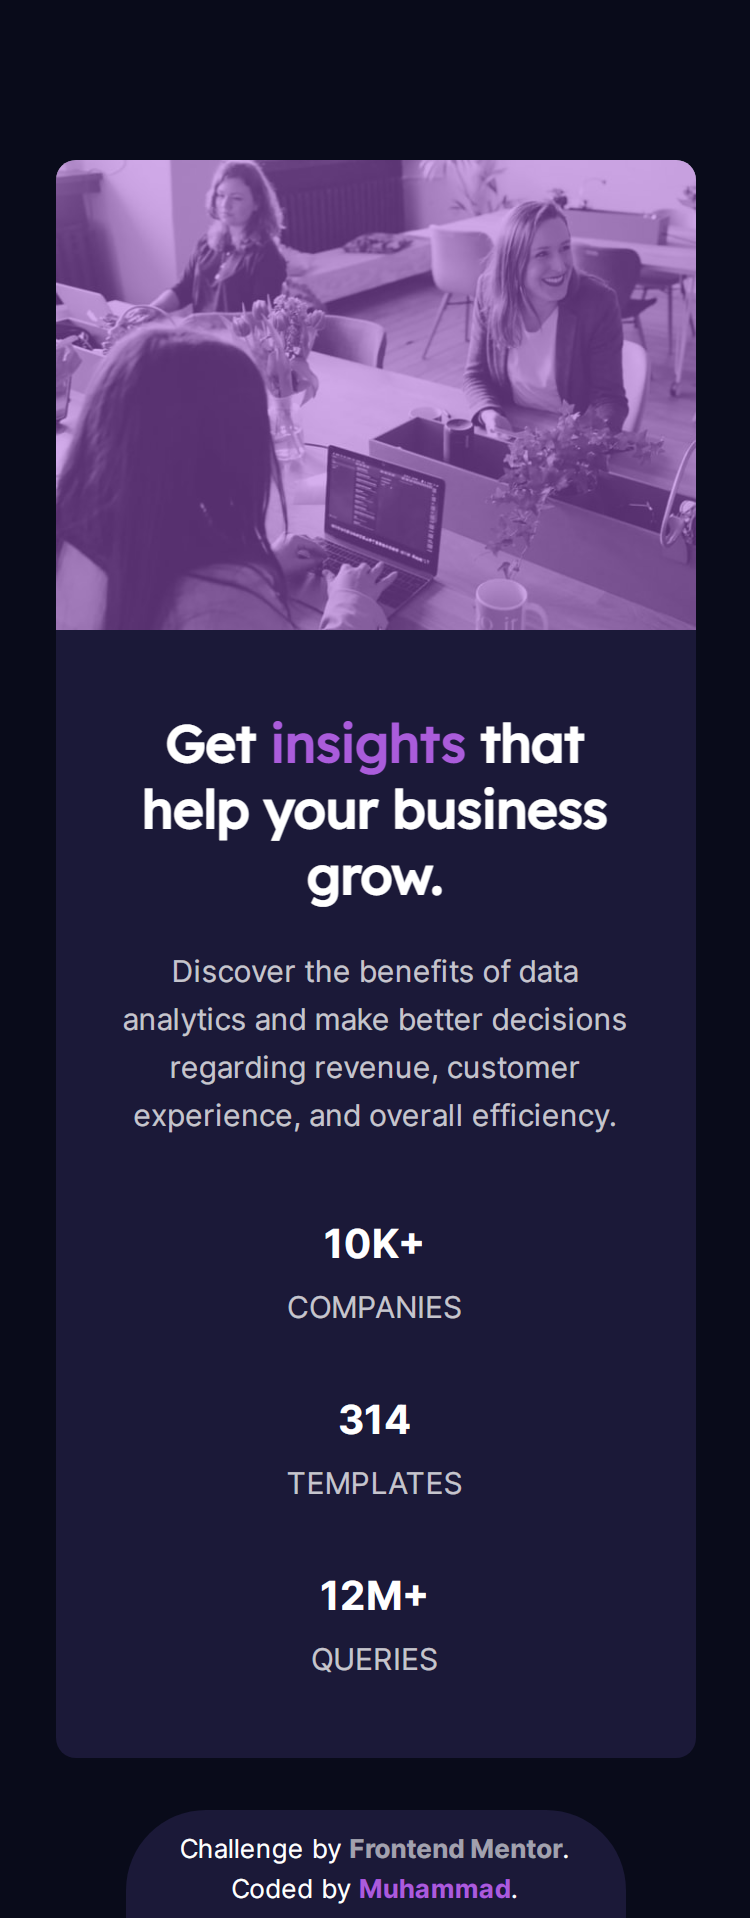 Get insights that
help your business
grow.
Discover the benefits of data
analytics and make better decisions
regarding revenue, customer
experience, and overall efficiency.
10K+
COMPANIES
314
TEMPLATES
12M+
QUERIES
Challenge by Frontend Mentor.
Coded by Muhammad.